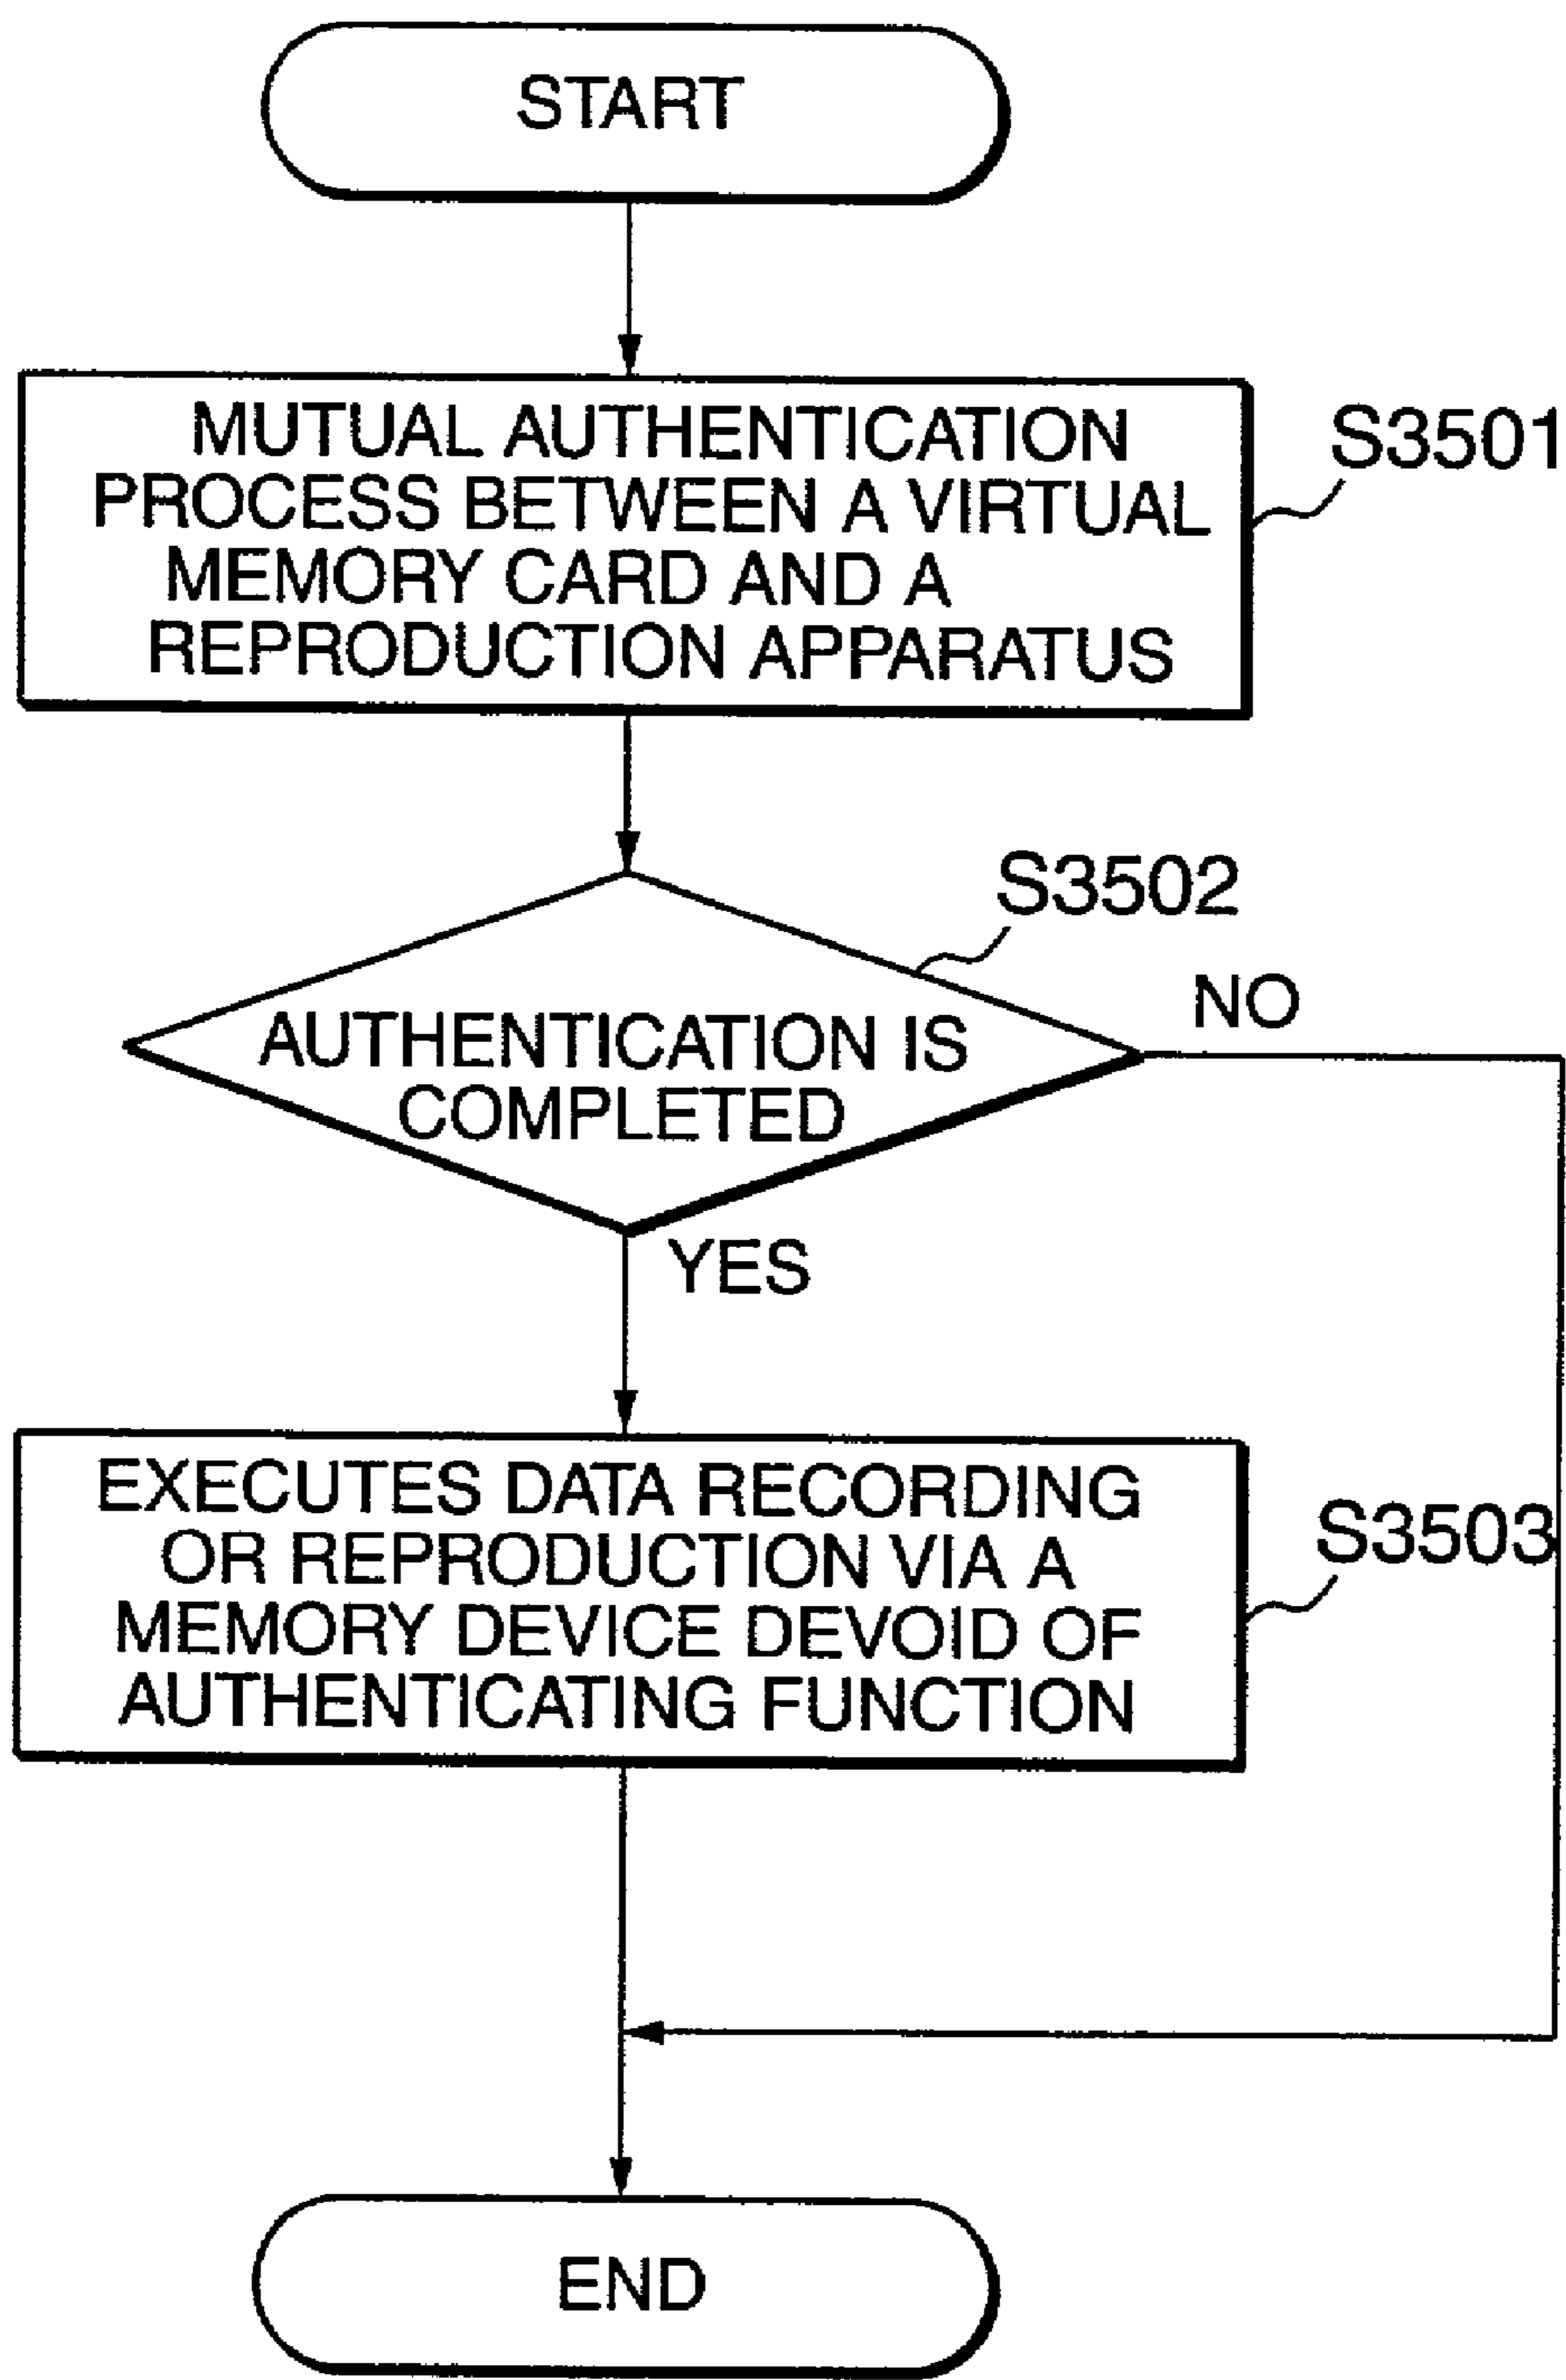 START
MUTUAL AUTHENTICATION
PROCESS BETWEEN A VIRTUAL
MEMORY CARD AND A
REPRODUCTION APPARATUS
S3501
S3502
AUTHENTICATION IS
COMPLETED
NO
YES
EXECUTES DATA RECORDING
OR REPRODUCTION VIA A
MEMORY DEVICE DEVOID OF
AUTHENTICATING FUNCTION
S3503
END